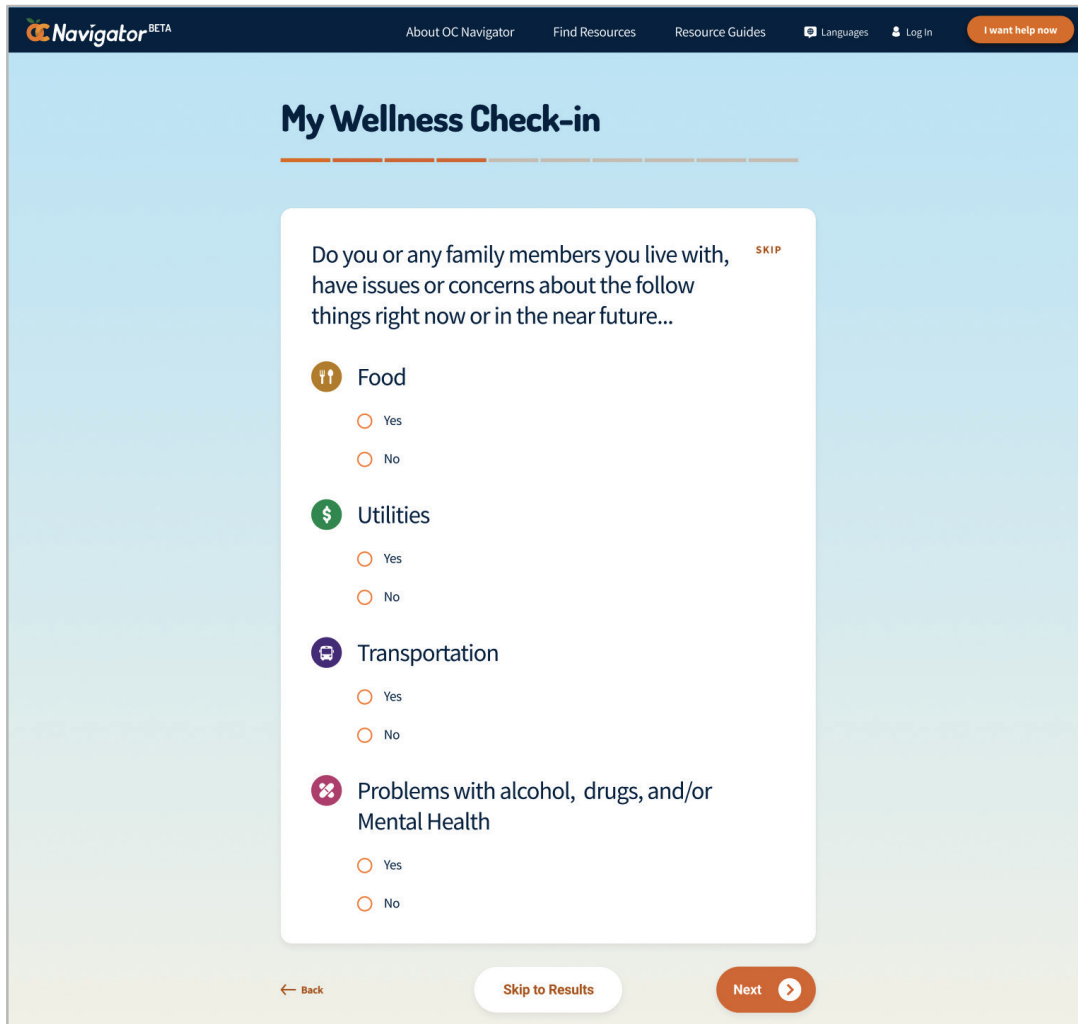 OC Navigator BETA
About OC Navigator Find Resources Resource Guides Languages Log In I want help now
My Wellness Check-in
Do you or any family members you live with, SKIP
have issues or concerns about the follow
things right now or in the near future...
Food
Yes
No
Utilities
Yes
No
Transportation
Yes
No
Problems with alcohol, drugs, and/or
Mental Health
Yes
No
Back Skip to Results Next